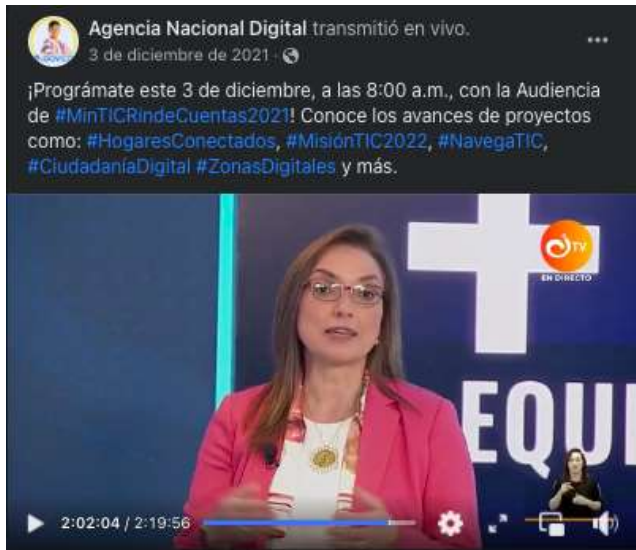 Agencia Nacional Digital transmitió en vivo.
3 de diciembre de 2021 ·
¡Prográmate este 3 de diciembre, a las 8:00 a.m., con la Audiencia
de #MinTICRindeCuentas2021! Conoce los avances de proyectos
como: #HogaresConectados, #MisiónTIC2022, #NavegaTIC,
#CiudadaníaDigital #ZonasDigitales y más.
TV
EN DIRECTO
EQUI
2:02:04 / 2:19:56